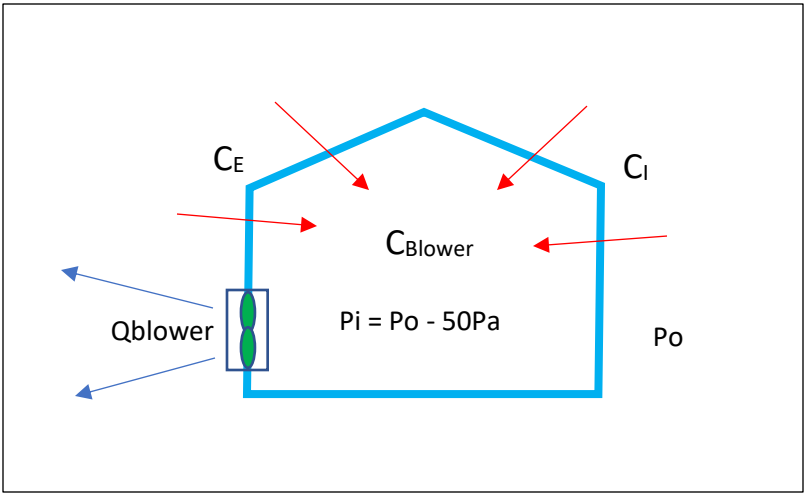 CE
CI
CBlower
Qblower
Pi = Po - 50Pa
Po